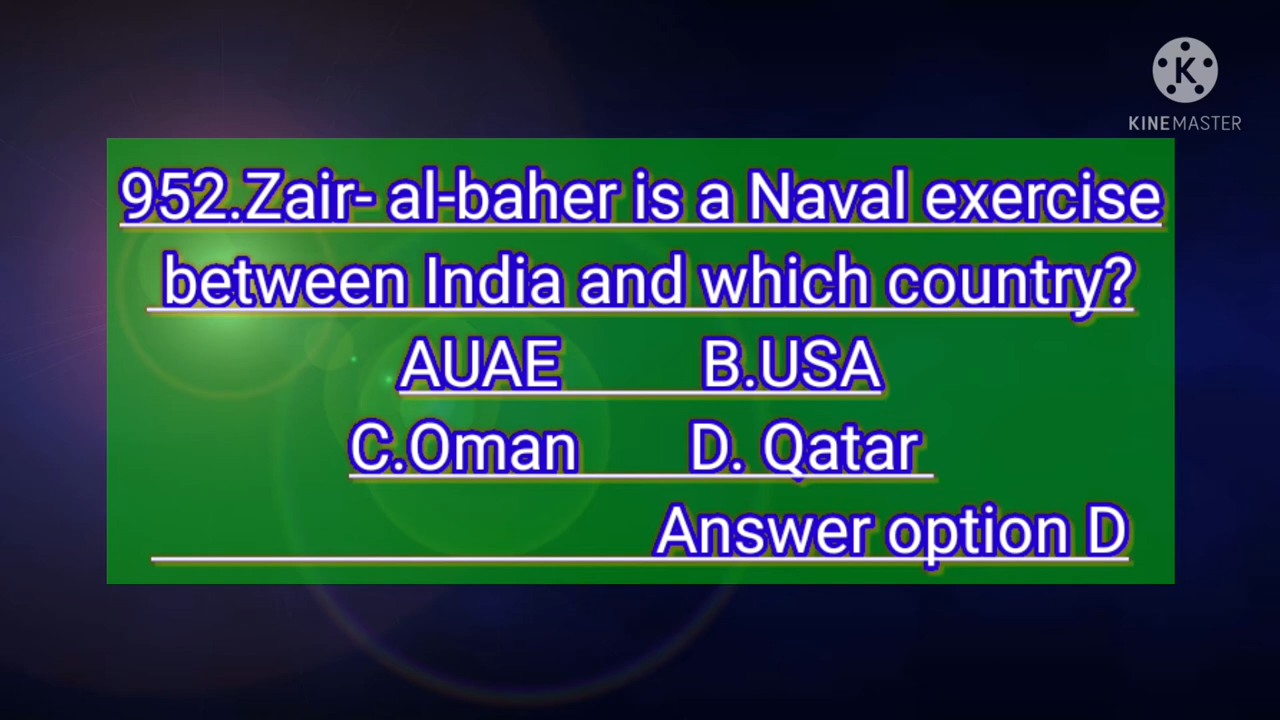 KINEMASTER
952.Zair- al-baher is a Naval exercise
between India and which country?
AUAE B.USA
C.Oman D. Qatar
Answer option D